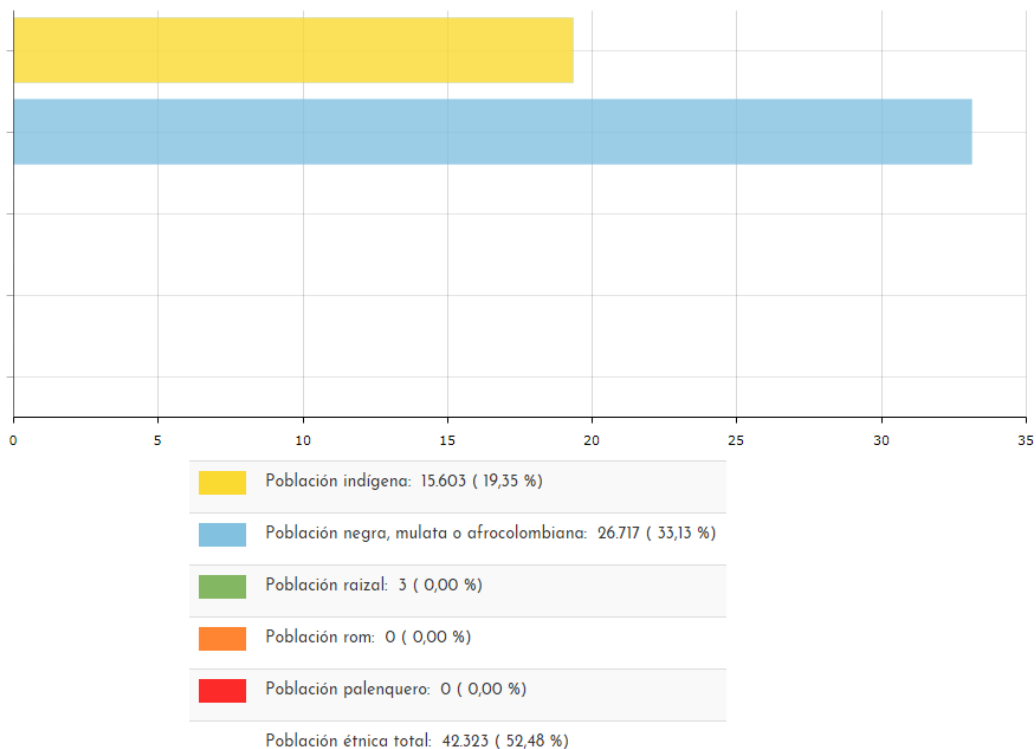 0 5 10 15 20 25 30 35
Población indígena: 15.603 ( 19,35 %)
Población negra, mulata o afrocolombiana: 26.717 ( 33,13 %)
Población raizal: 3 ( 0,00 %)
Población rom: 0 ( 0,00 %)
Población palenquero: 0 ( 0,00 %)
Población étnica total: 42.323 ( 52,48 %)